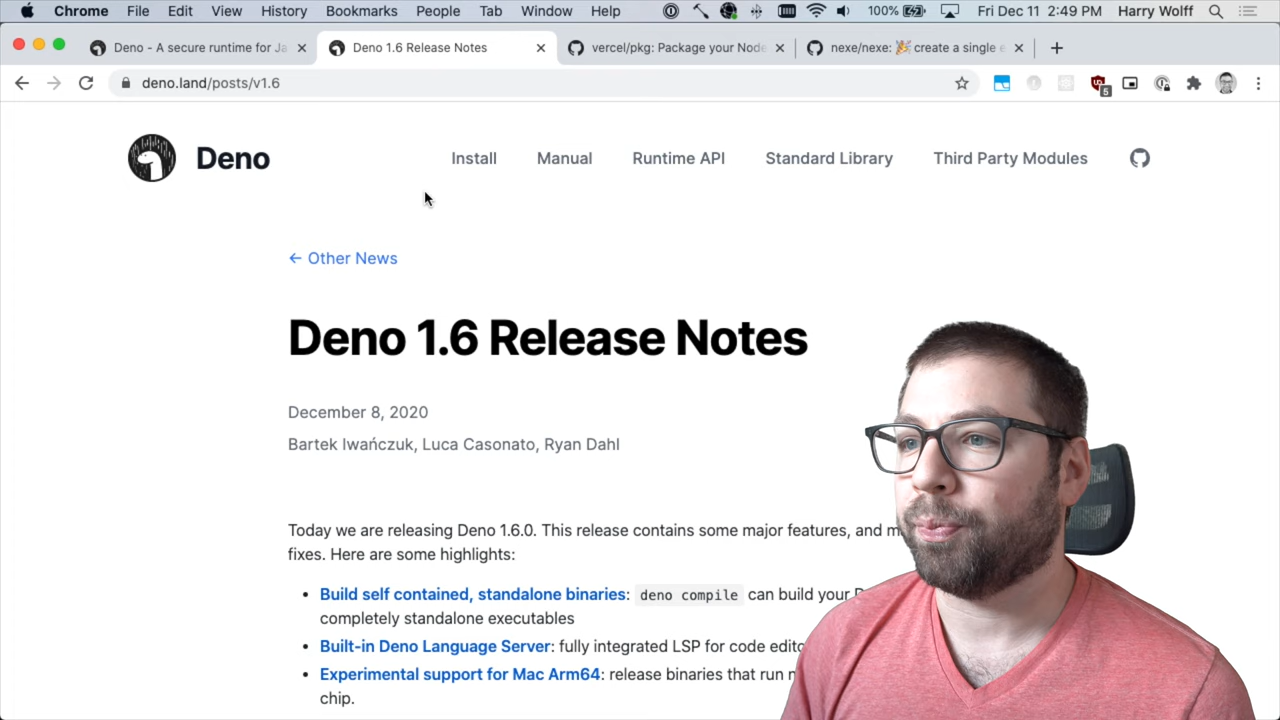 Chrome File Edit View History Bookmarks People Tab Window Help 100% Fri Dec 11 2:49 PM Harry Wolff
Deno - A secure runtime for Ja
Deno 1.6 Release Notes
vercel/pkg: Package your Node
nexe/nexe: 🎉 create a single e
deno.land/posts/v1.6
5
Deno
Install Manual Runtime API Standard Library Third Party Modules
← Other News
Deno 1.6 Release Notes
December 8, 2020
Bartek Iwańczuk, Luca Casonato, Ryan Dahl
Today we are releasing Deno 1.6.0. This release contains some major features, and m
fixes. Here are some highlights:
• Build self contained, standalone binaries: deno compile can build your D
completely standalone executables
• Built-in Deno Language Server: fully integrated LSP for code edito
• Experimental support for Mac Arm64: release binaries that run n
chip.